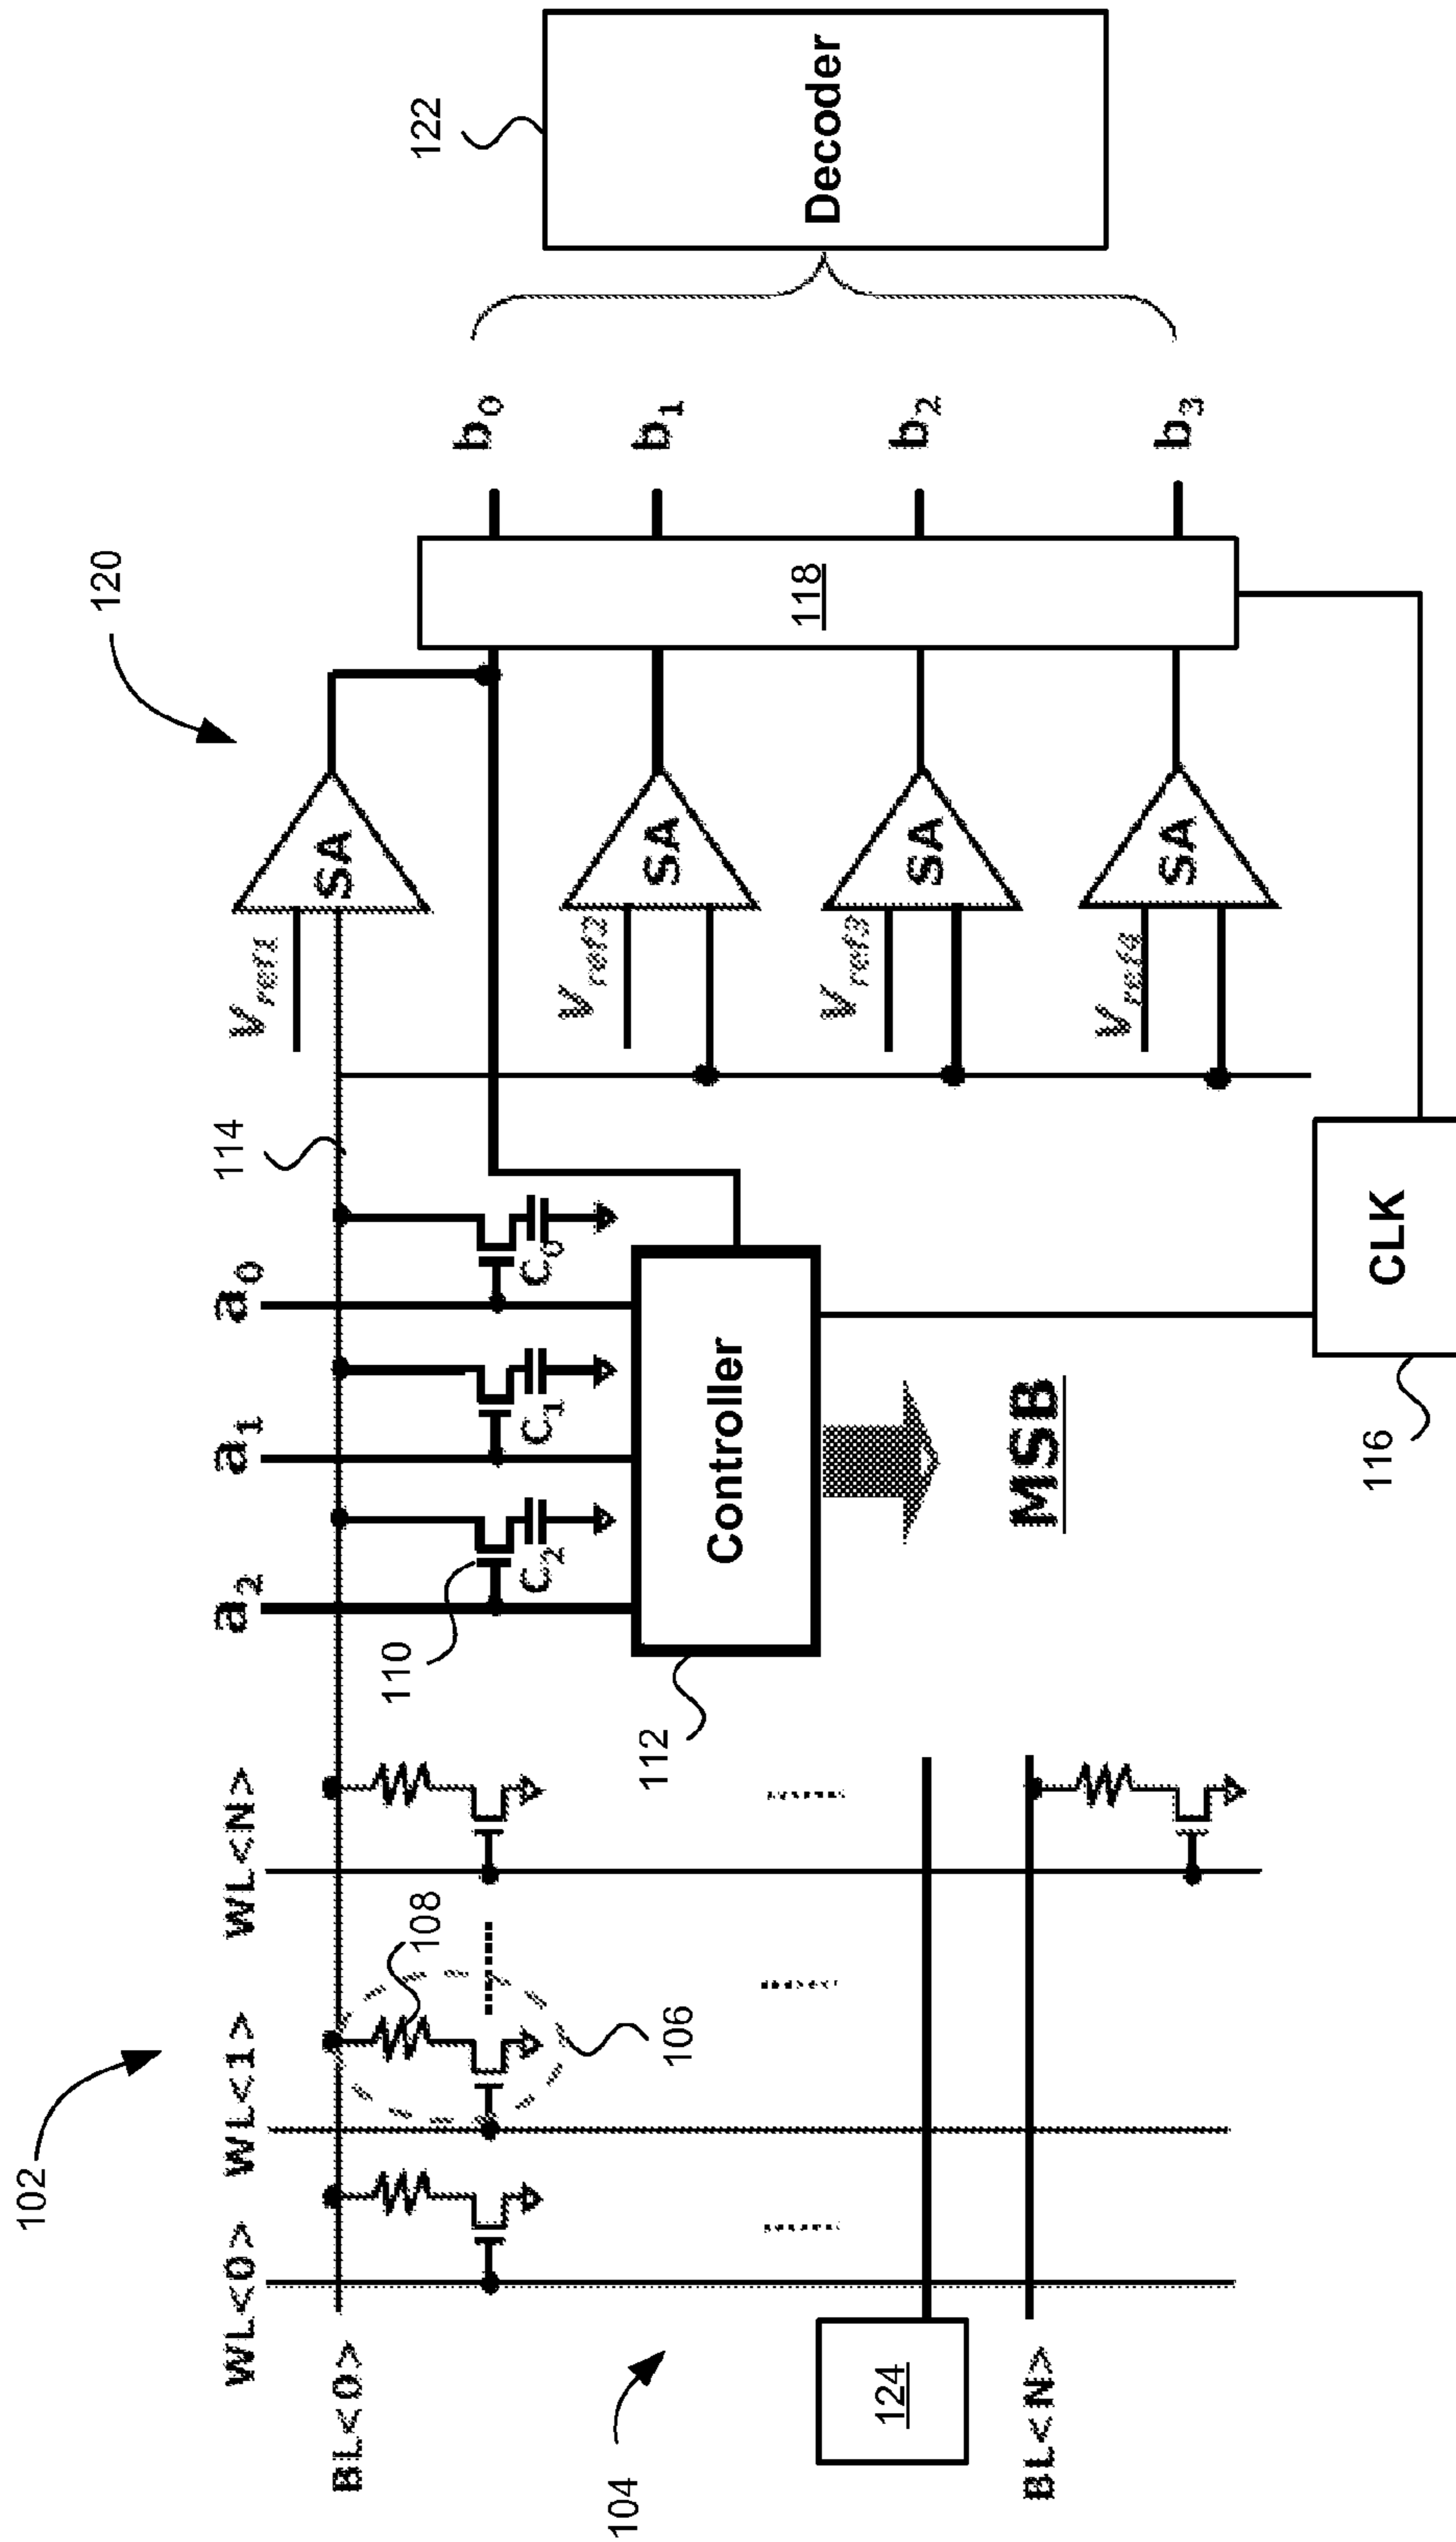 102
WL<0>
WL<1>
WL<N>
a₂
a₁
a₀
114
120
BL<0>
108
110
C₂
C₁
C₀
Vref1
SA
b₀
122
104
106
112
Controller
Vref2
SA
118
b₁
Decoder
124
Vref3
SA
b₂
BL<N>
MSB
Vref4
SA
b₃
116
CLK